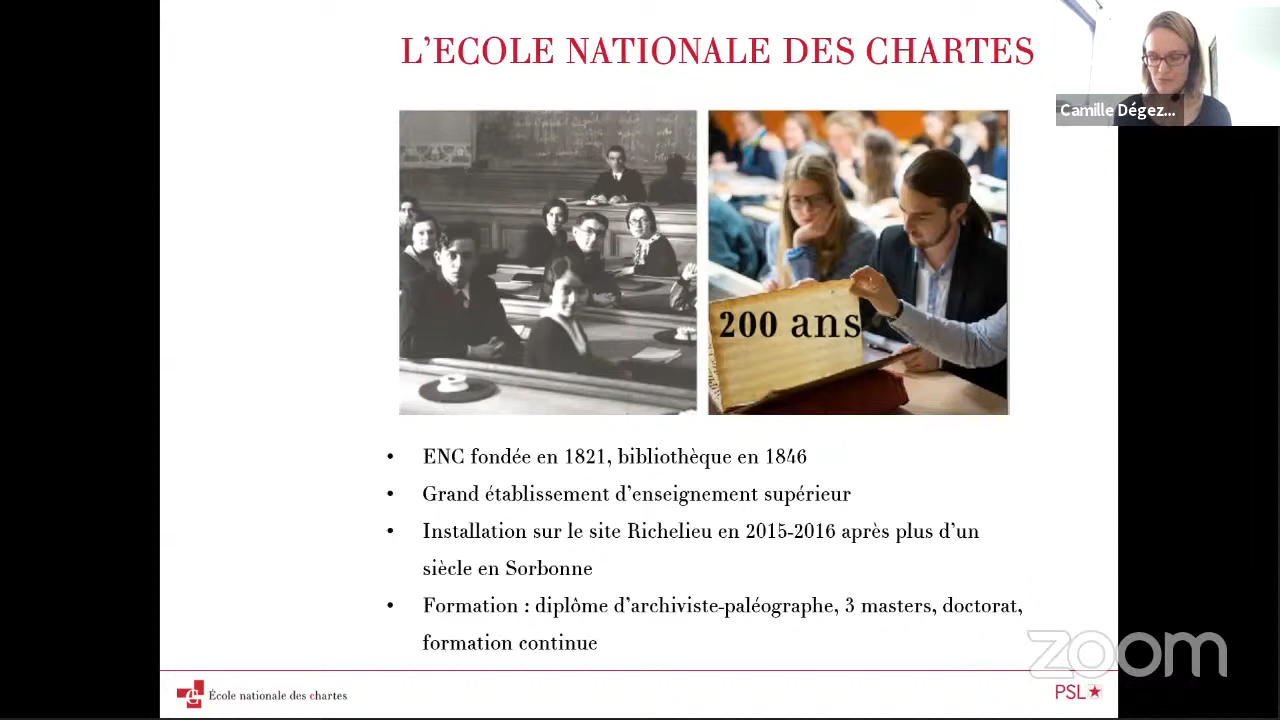 L'ECOLE NATIONALE DES CHARTES
Camille Dégez...
200 ans
• ENC fondée en 1821, bibliothèque en 1846
• Grand établissement d'enseignement supérieur
• Installation sur le site Richelieu en 2015-2016 après plus d'un
siècle en Sorbonne
• Formation : diplôme d'archiviste-paléographe, 3 masters, doctorat,
formation continue
zoom
École nationale des chartes
PSL